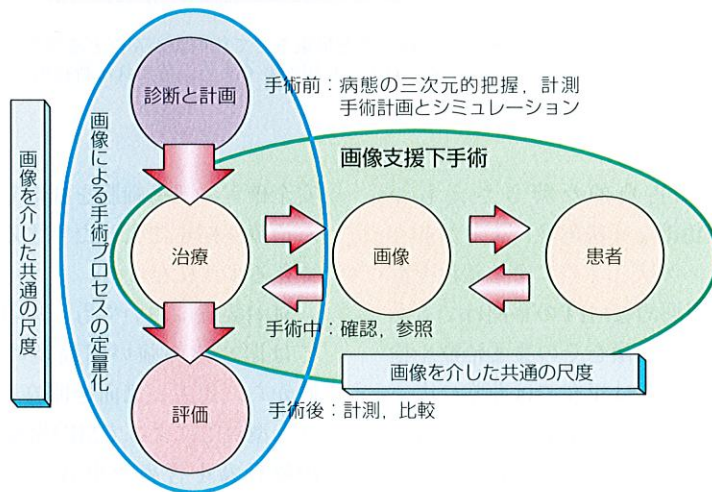 診断と計画
手術前：病態の三次元的把握，計測
手術計画とシミュレーション
画像を介した共通の尺度
画像による手術プロセスの定量化
画像支援下手術
治療
画像
患者
手術中：確認，参照
画像を介した共通の尺度
評価
手術後：計測，比較